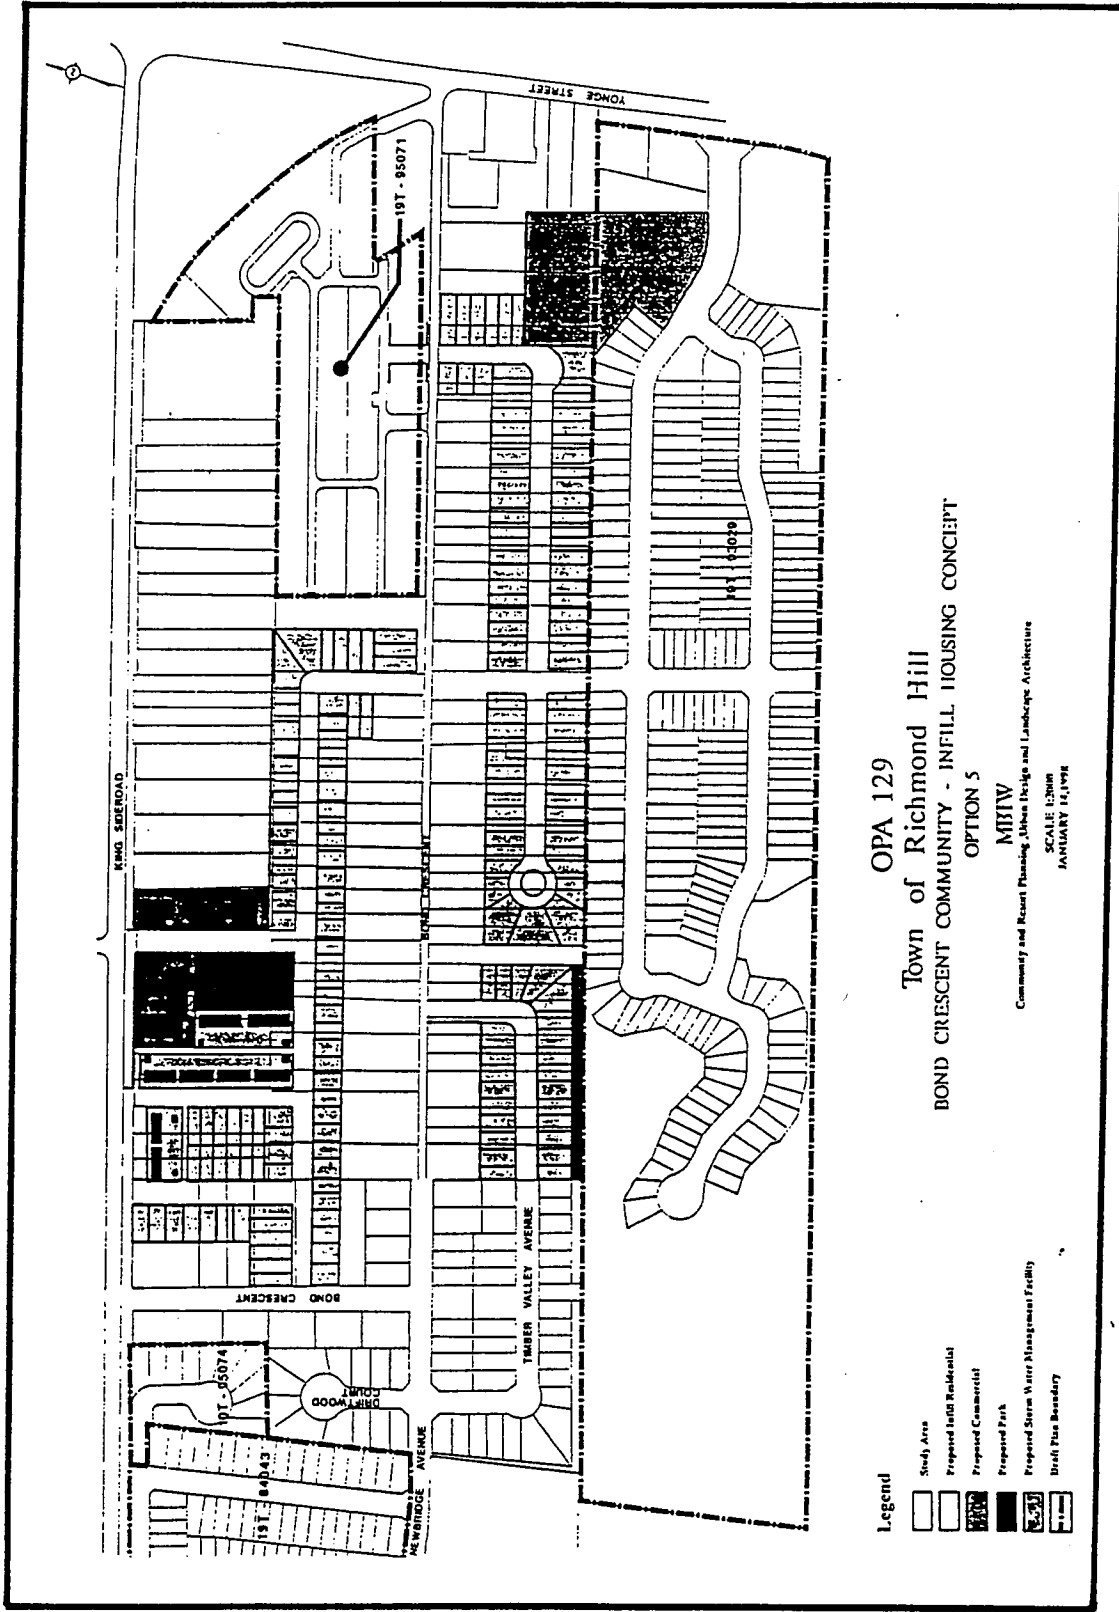 YONGE STREET
19T - 95071
KING SIDEROAD
BOND CRESCENT
TIMBER VALLEY AVENUE
BOND CRESCENT
DRIFTWOOD
COURT
19T - 95074
19T - 84043
NEWBRIDGE AVENUE
OPA 129
Town of Richmond Hill
BOND CRESCENT COMMUNITY - INFILL HOUSING CONCEPT
OPTION 5
Community and Resort Planning, Urban Design and Landscape Architecture
SCALE 1:2000
JANUARY 14, 1998
Legend
Study Area
Proposed Infill Residential
Proposed Commercial
Proposed Park
Proposed Storm Water Management Facility
Draft Plan Boundary